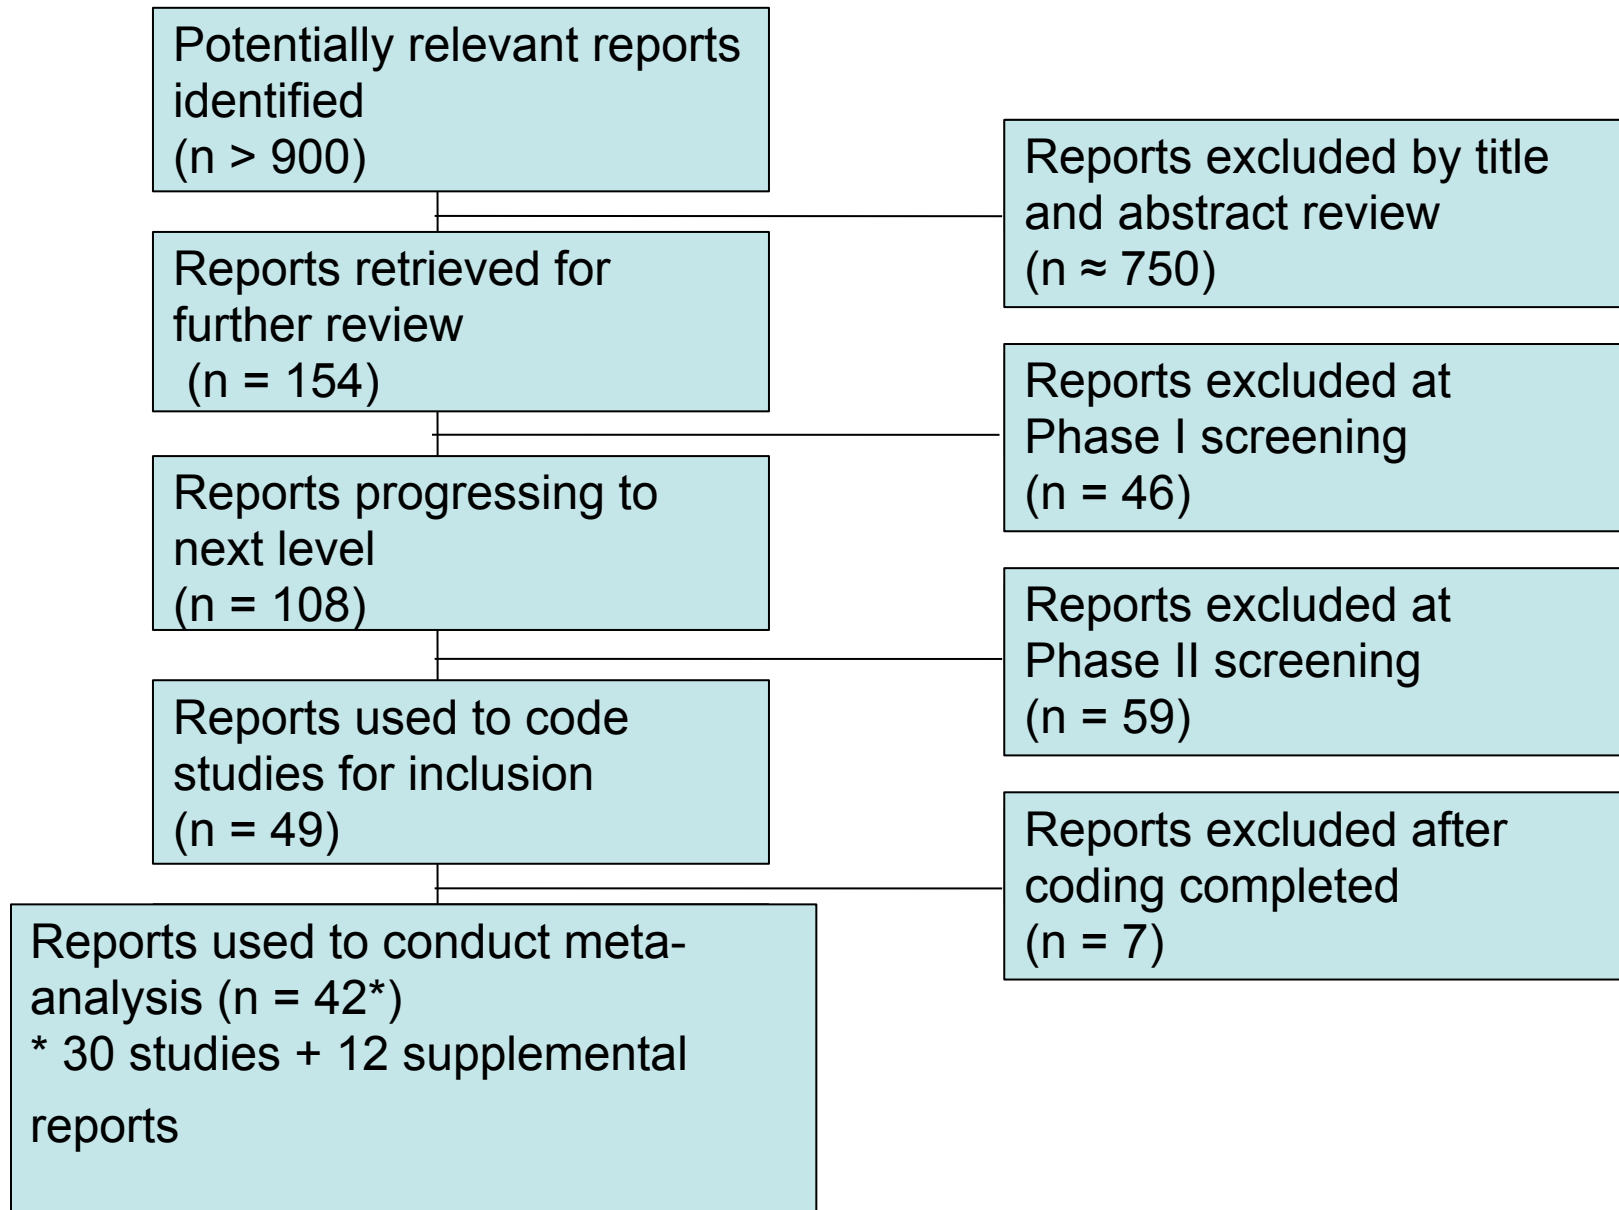 Potentially relevant reports
identified
(n > 900)
Reports excluded by title
and abstract review
(n ≈ 750)
Reports retrieved for
further review
(n = 154)
Reports excluded at
Phase I screening
(n = 46)
Reports progressing to
next level
(n = 108)
Reports excluded at
Phase II screening
(n = 59)
Reports used to code
studies for inclusion
(n = 49)
Reports excluded after
coding completed
(n = 7)
Reports used to conduct meta-
analysis (n = 42*)
* 30 studies + 12 supplemental
reports